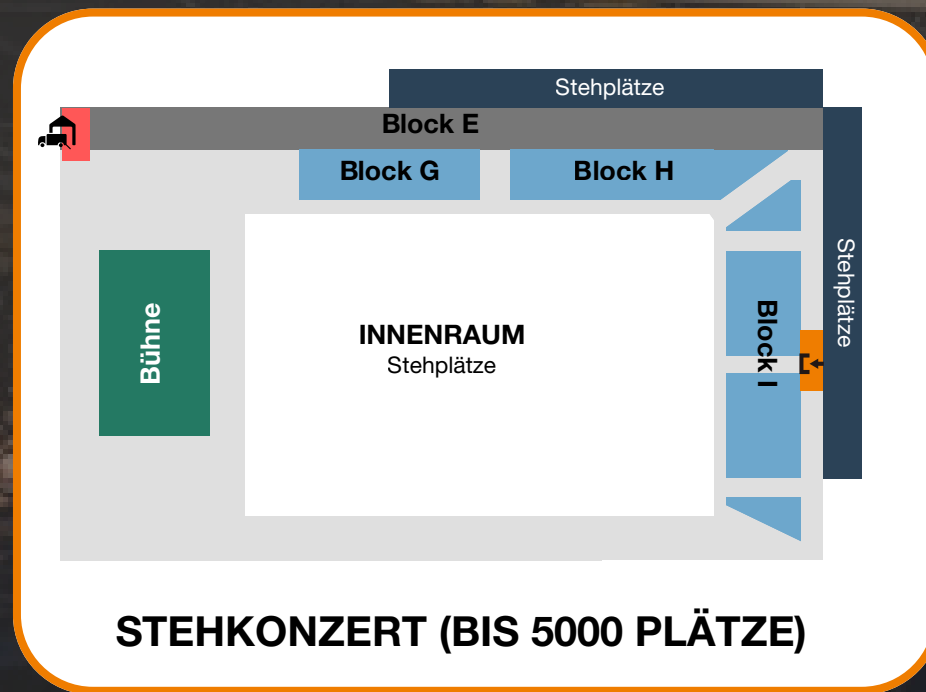 Stehplätze
Block E
Block G
Block H
Stehplätze
Bühne
INNENRAUM
Stehplätze
Block I
STEHKONZERT (BIS 5000 PLÄTZE)